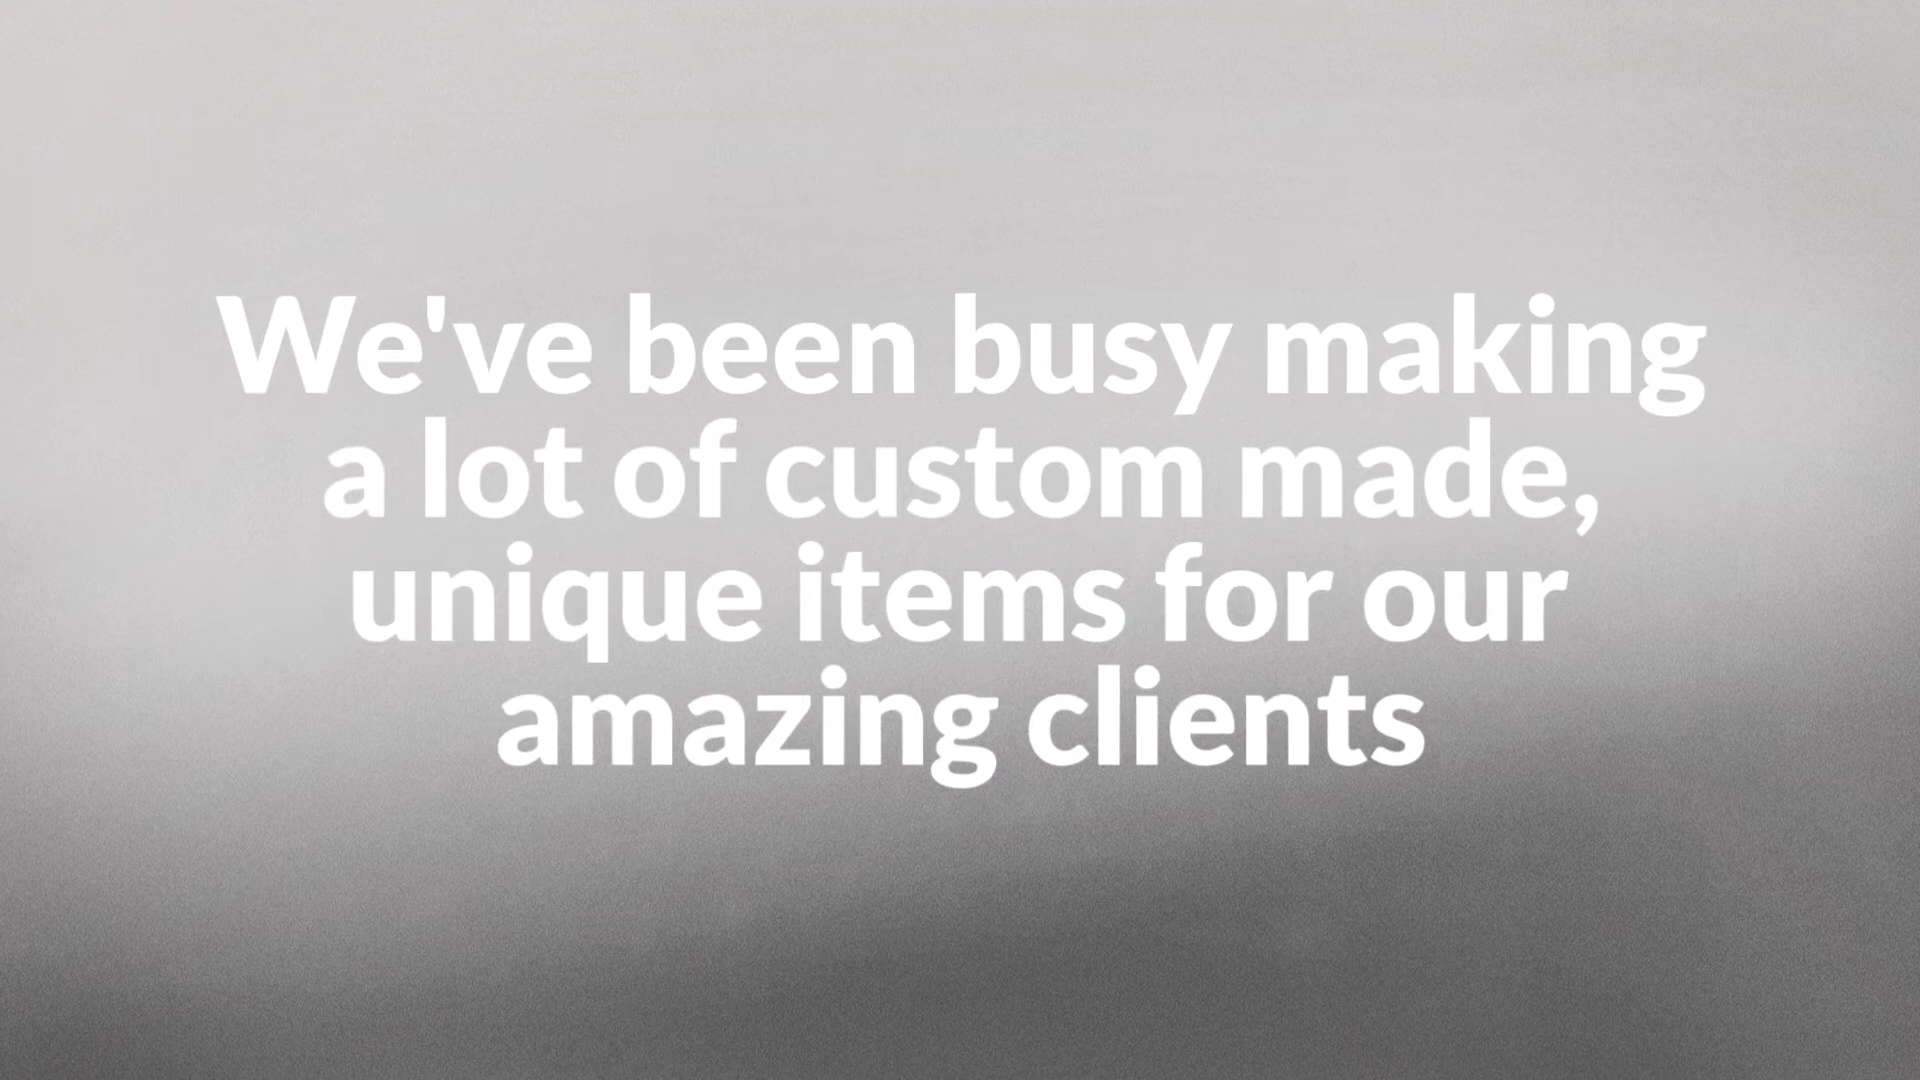 We've been busy making
a lot of custom made,
unique items for our
amazing clients